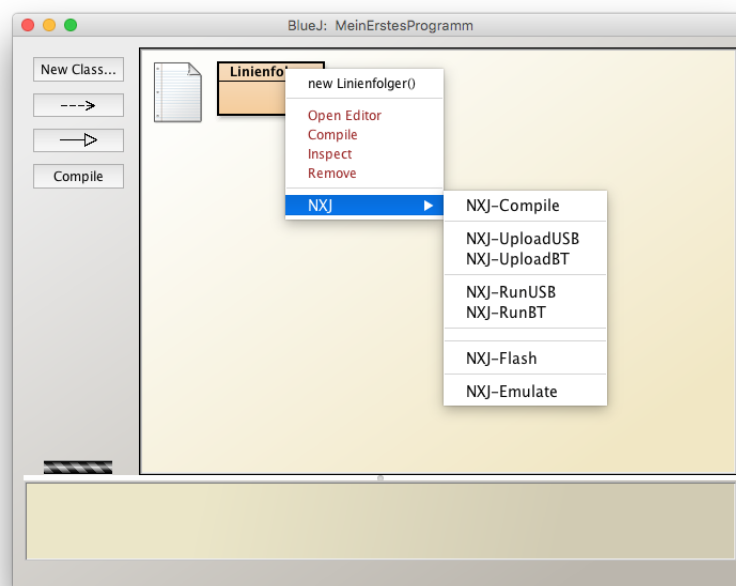 BlueJ: MeinErstesProgramm
New Class...
Compile
Linienfo
new Linienfolger()
Open Editor
Compile
Inspect
Remove
NXJ
NXJ-Compile
NXJ-UploadUSB
NXJ-UploadBT
NXJ-RunUSB
NXJ-RunBT
NXJ-Flash
NXJ-Emulate